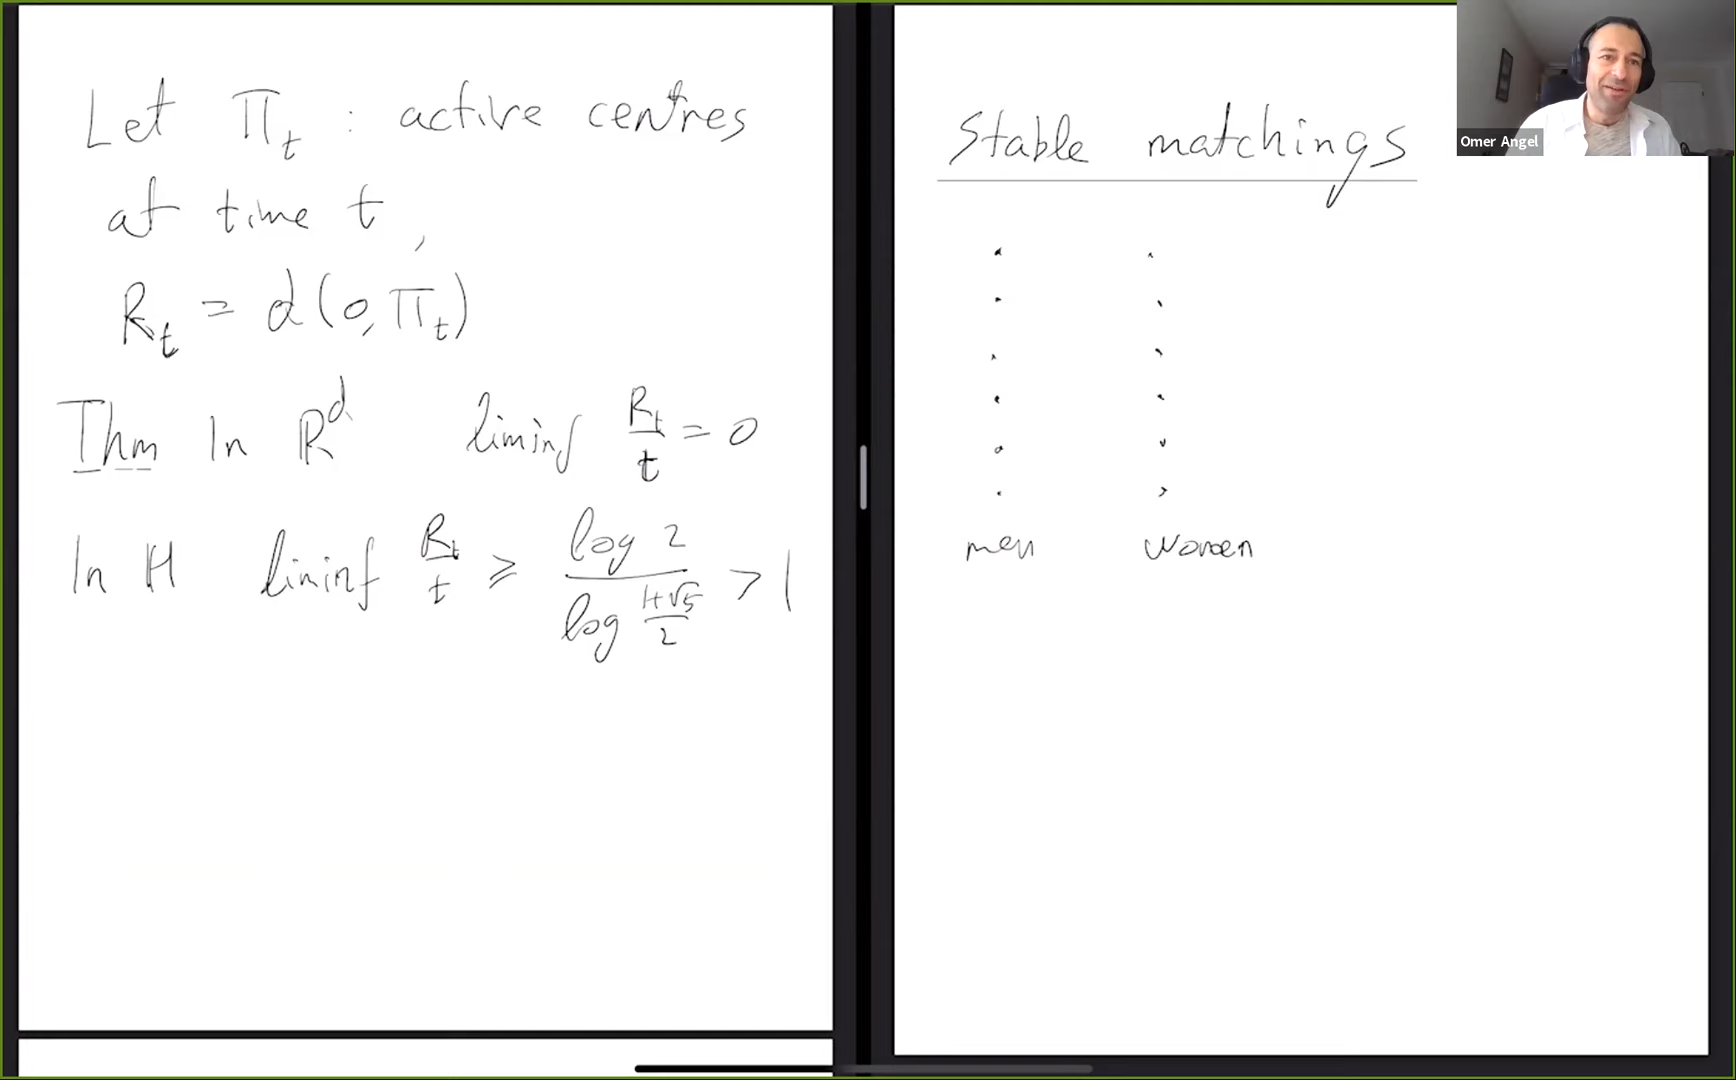 Let Π_t : active centres
at time t,
R_t = d(0, Π_t)
Thm In ℝ^d liminf R_t/t = 0
In H liminf R_t/t ≥ log 2 / log (1+√5)/2 > 1
Stable matchings
men women
Omer Angel